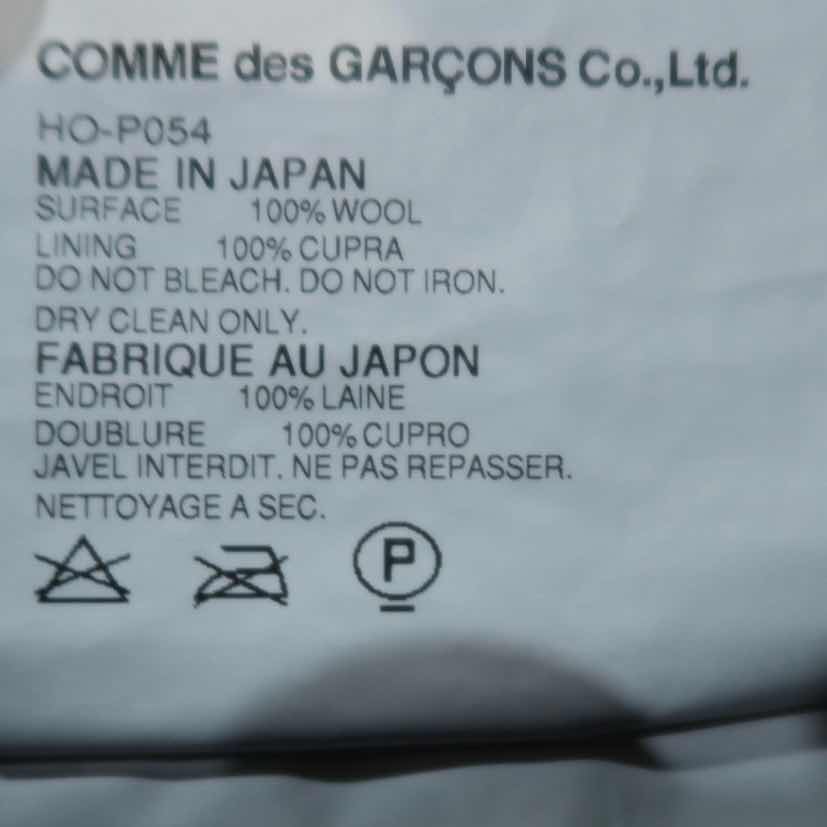 COMME des GARÇONS Co.,Ltd.
HO-P054
MADE IN JAPAN
SURFACE 100% WOOL
LINING 100% CUPRA
DO NOT BLEACH. DO NOT IRON.
DRY CLEAN ONLY.
FABRIQUE AU JAPON
ENDROIT 100% LAINE
DOUBLURE 100% CUPRO
JAVEL INTERDIT. NE PAS REPASSER.
NETTOYAGE A SEC.
P